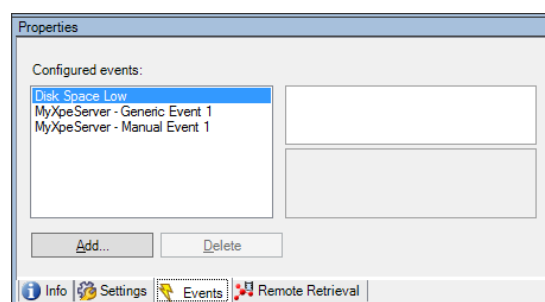 Properties
Configured events:
Disk Space Low
MyXpeServer - Generic Event 1
MyXpeServer - Manual Event 1
Add... Delete
Info Settings Events Remote Retrieval